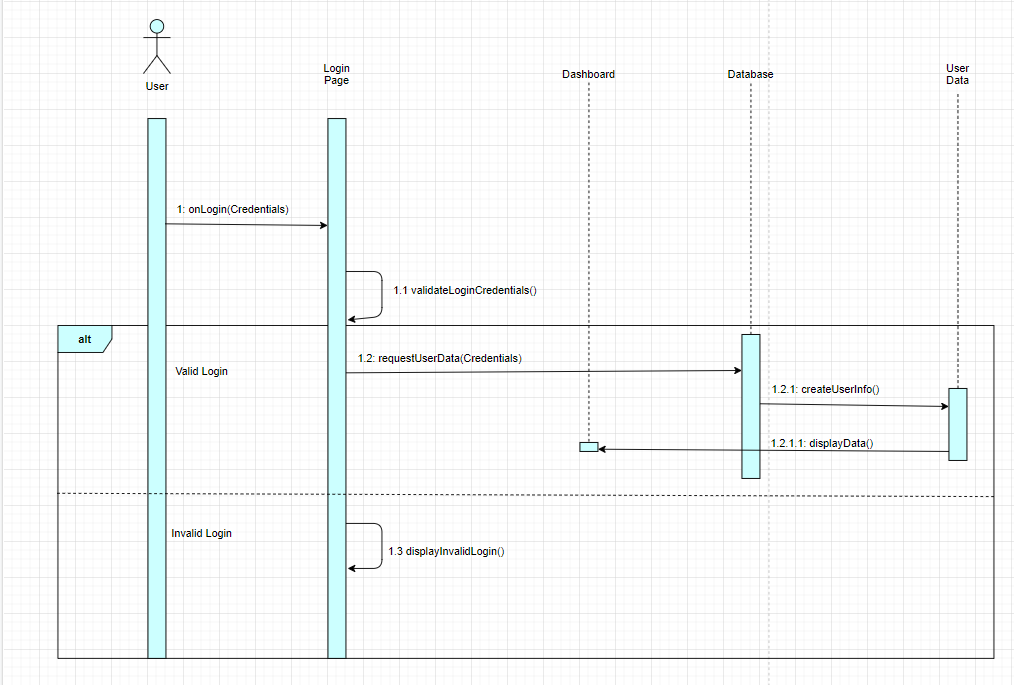 User
Login
Page
Dashboard
Database
User
Data
1: onLogin(Credentials)
1.1 validateLoginCredentials()
alt
Valid Login
1.2: requestUserData(Credentials)
1.2.1: createUserInfo()
1.2.1.1: displayData()
Invalid Login
1.3 displayInvalidLogin()